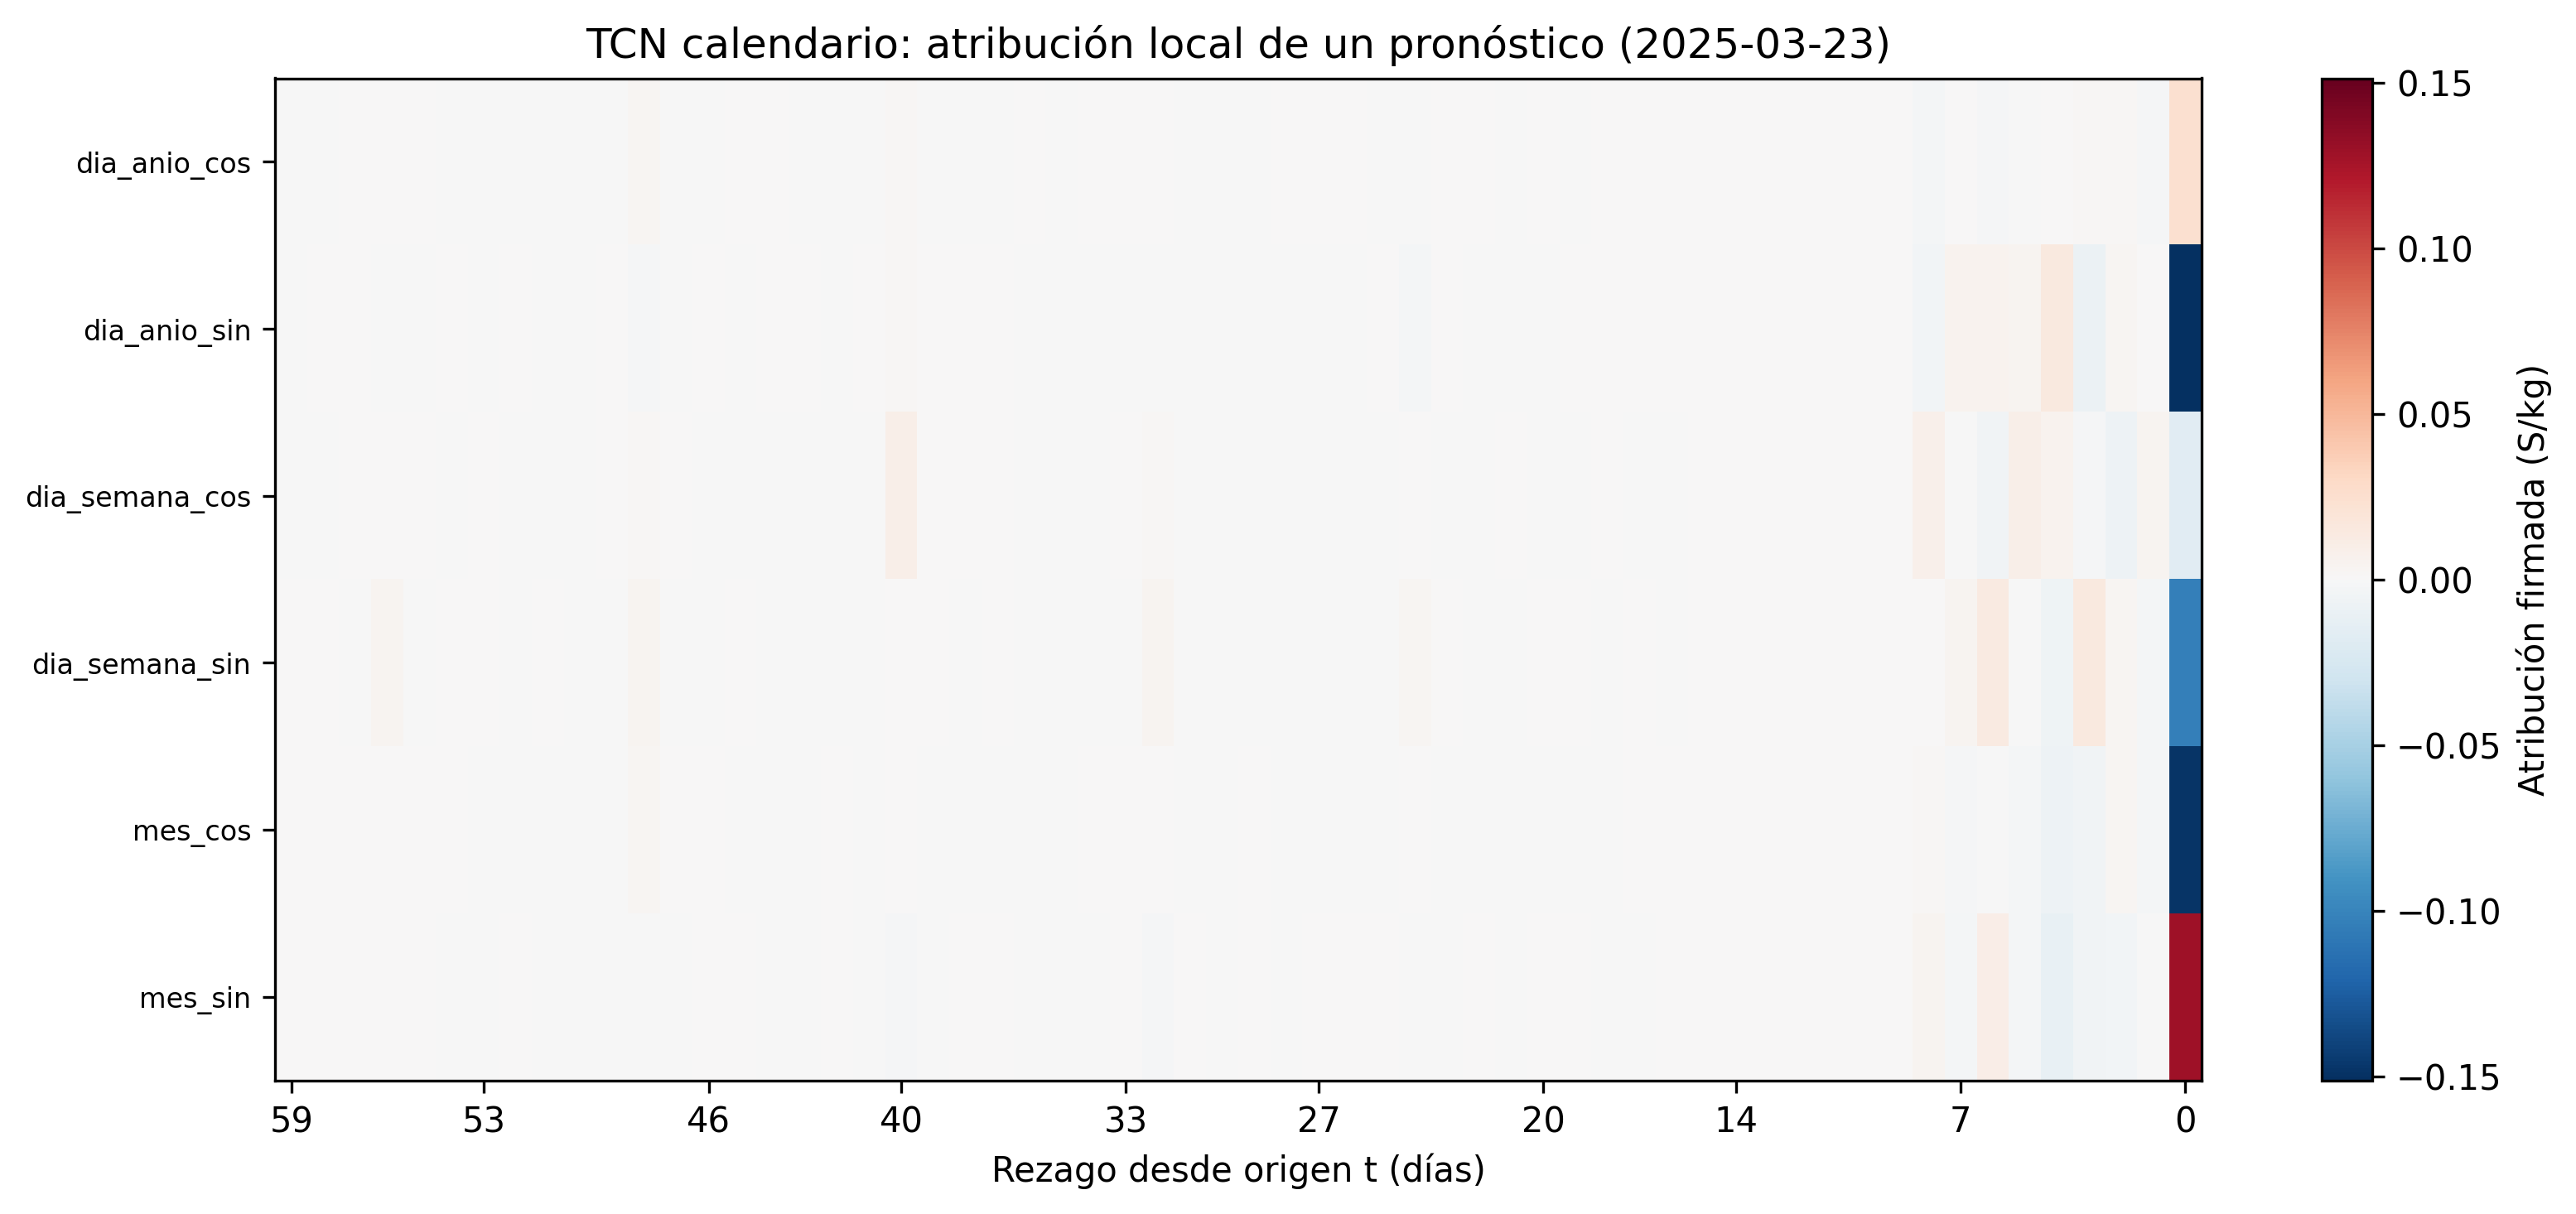 TCN calendario: atribución local de un pronóstico (2025-03-23)
dia_anio_cos
dia_anio_sin
dia_semana_cos
dia_semana_sin
mes_cos
mes_sin
59 53 46 40 33 27 20 14 7 0
Rezago desde origen t (días)
0.15
0.10
0.05
0.00
−0.05
−0.10
−0.15
Atribución firmada (S/kg)